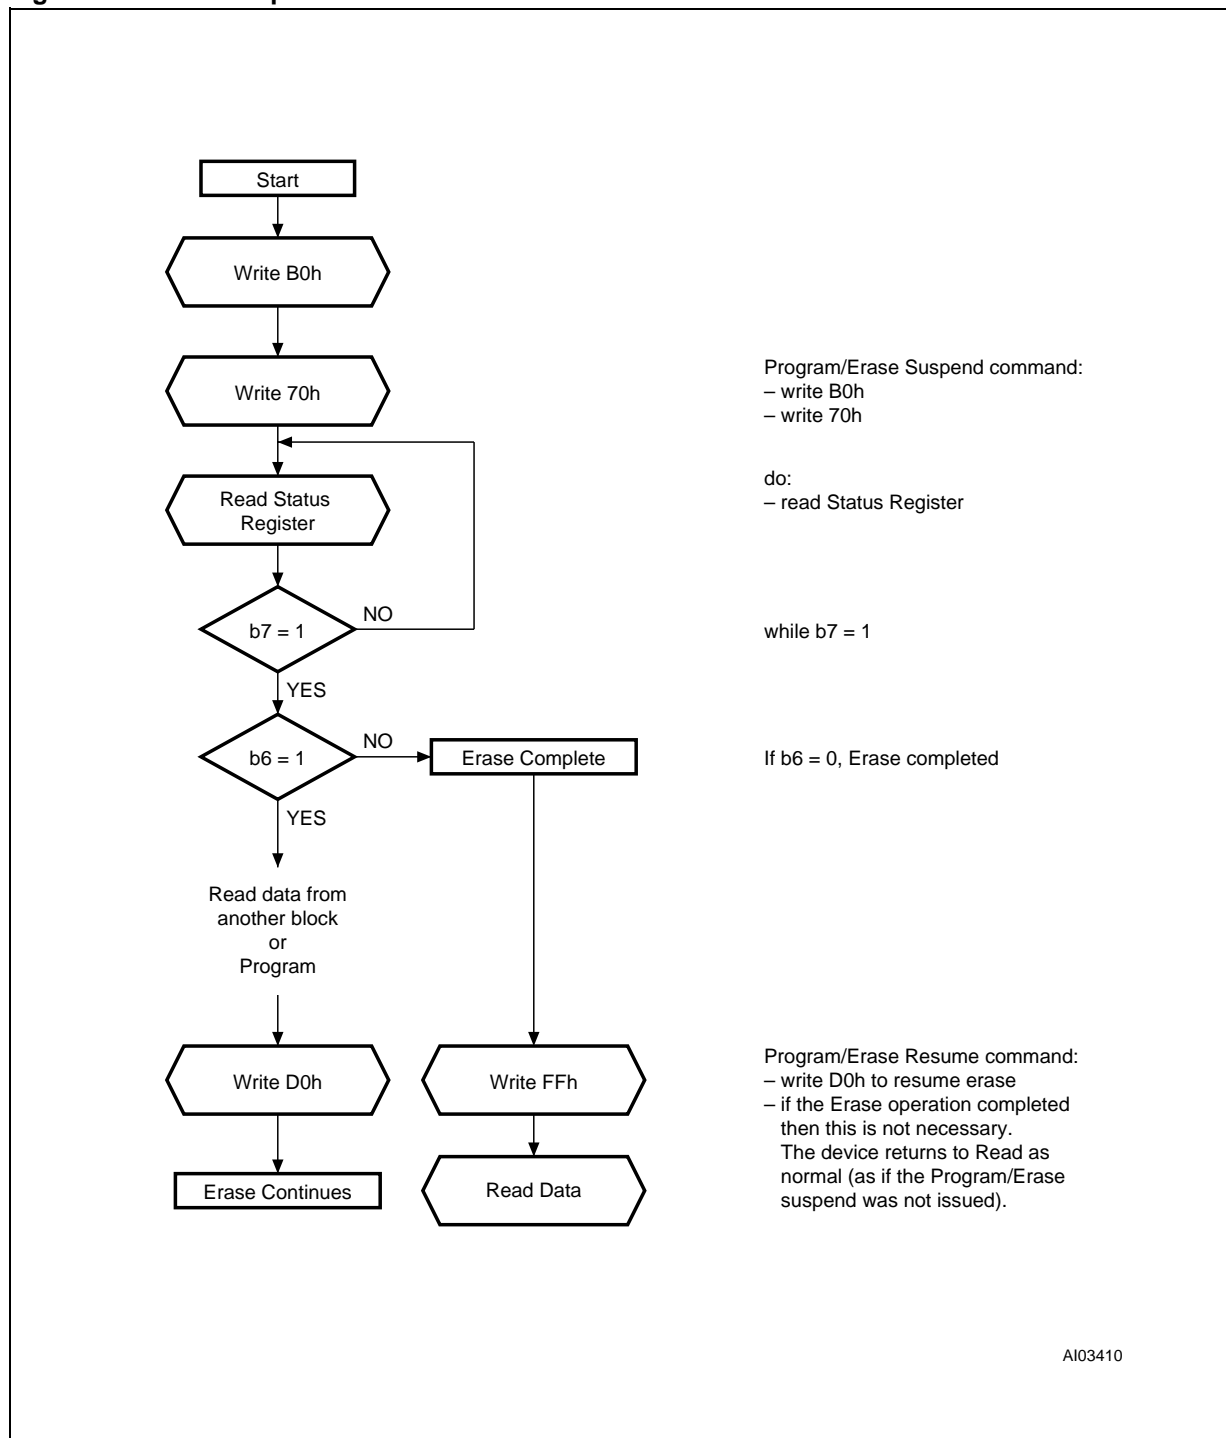 Start
Write B0h
Write 70h
Program/Erase Suspend command:
– write B0h
– write 70h
Read Status
Register
do:
– read Status Register
b7 = 1
NO
while b7 = 1
YES
b6 = 1
NO
Erase Complete
If b6 = 0, Erase completed
YES
Read data from
another block
or
Program
Write D0h
Write FFh
Program/Erase Resume command:
– write D0h to resume erase
– if the Erase operation completed
then this is not necessary.
The device returns to Read as
normal (as if the Program/Erase
suspend was not issued).
Erase Continues
Read Data
AI03410